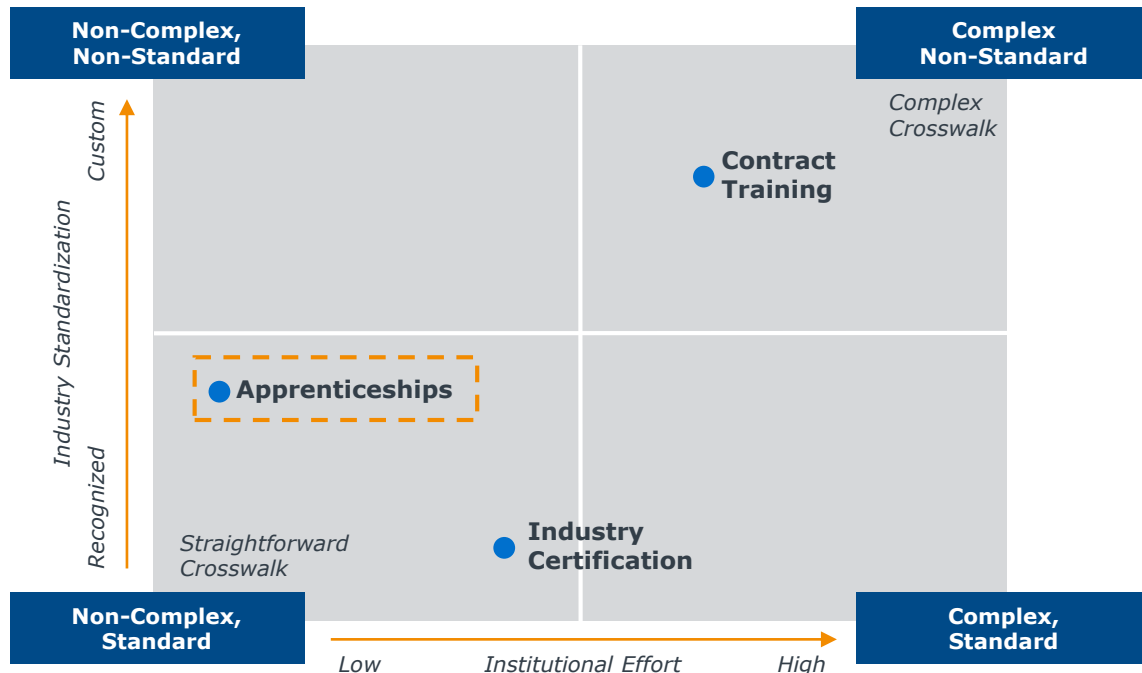 Non-Complex,
Non-Standard
Complex
Non-Standard
Complex
Crosswalk
Custom
Contract
Training
Industry Standardization
Apprenticeships
Recognized
Straightforward
Crosswalk
Industry
Certification
Non-Complex,
Standard
Complex,
Standard
Low
Institutional Effort
High